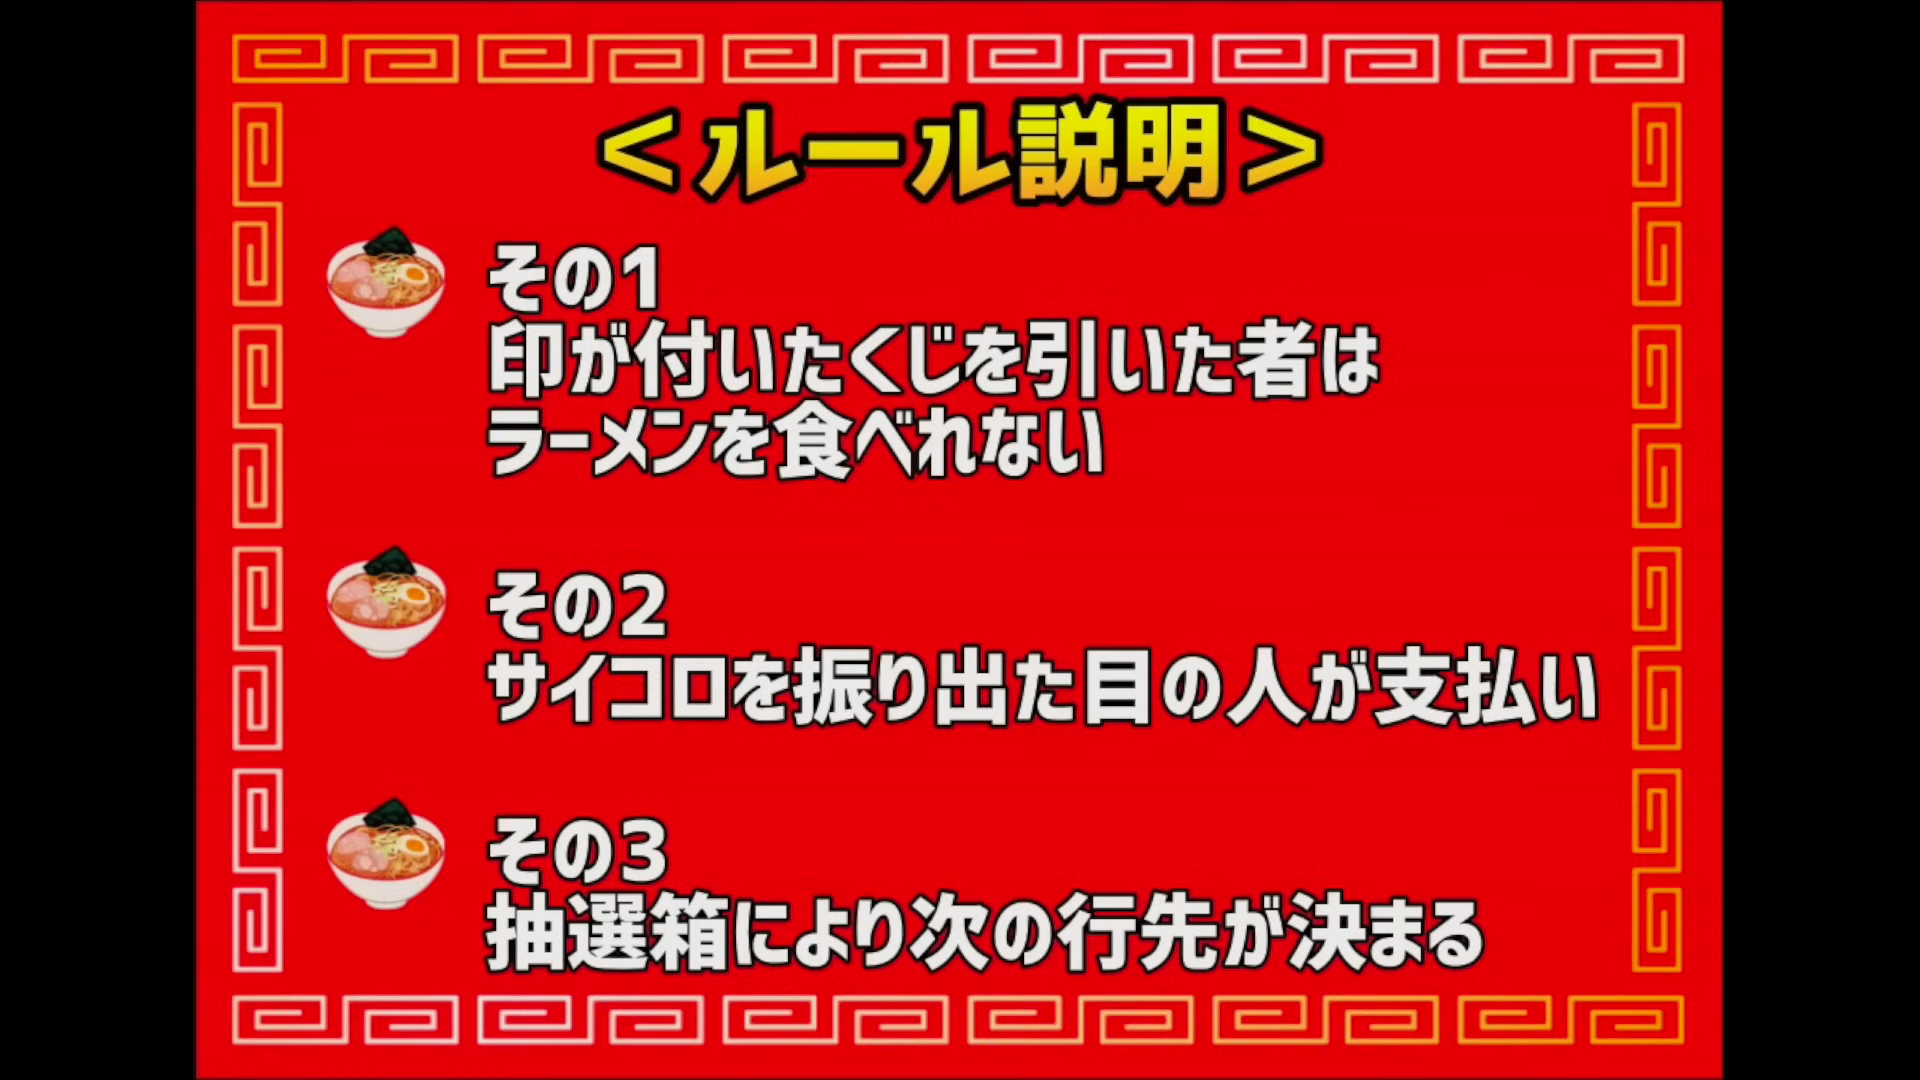 ＜ルール説明＞
その1
印が付いたくじを引いた者は
ラーメンを食べれない
その2
サイコロを振り出た目の人が支払い
その3
抽選箱により次の行先が決まる